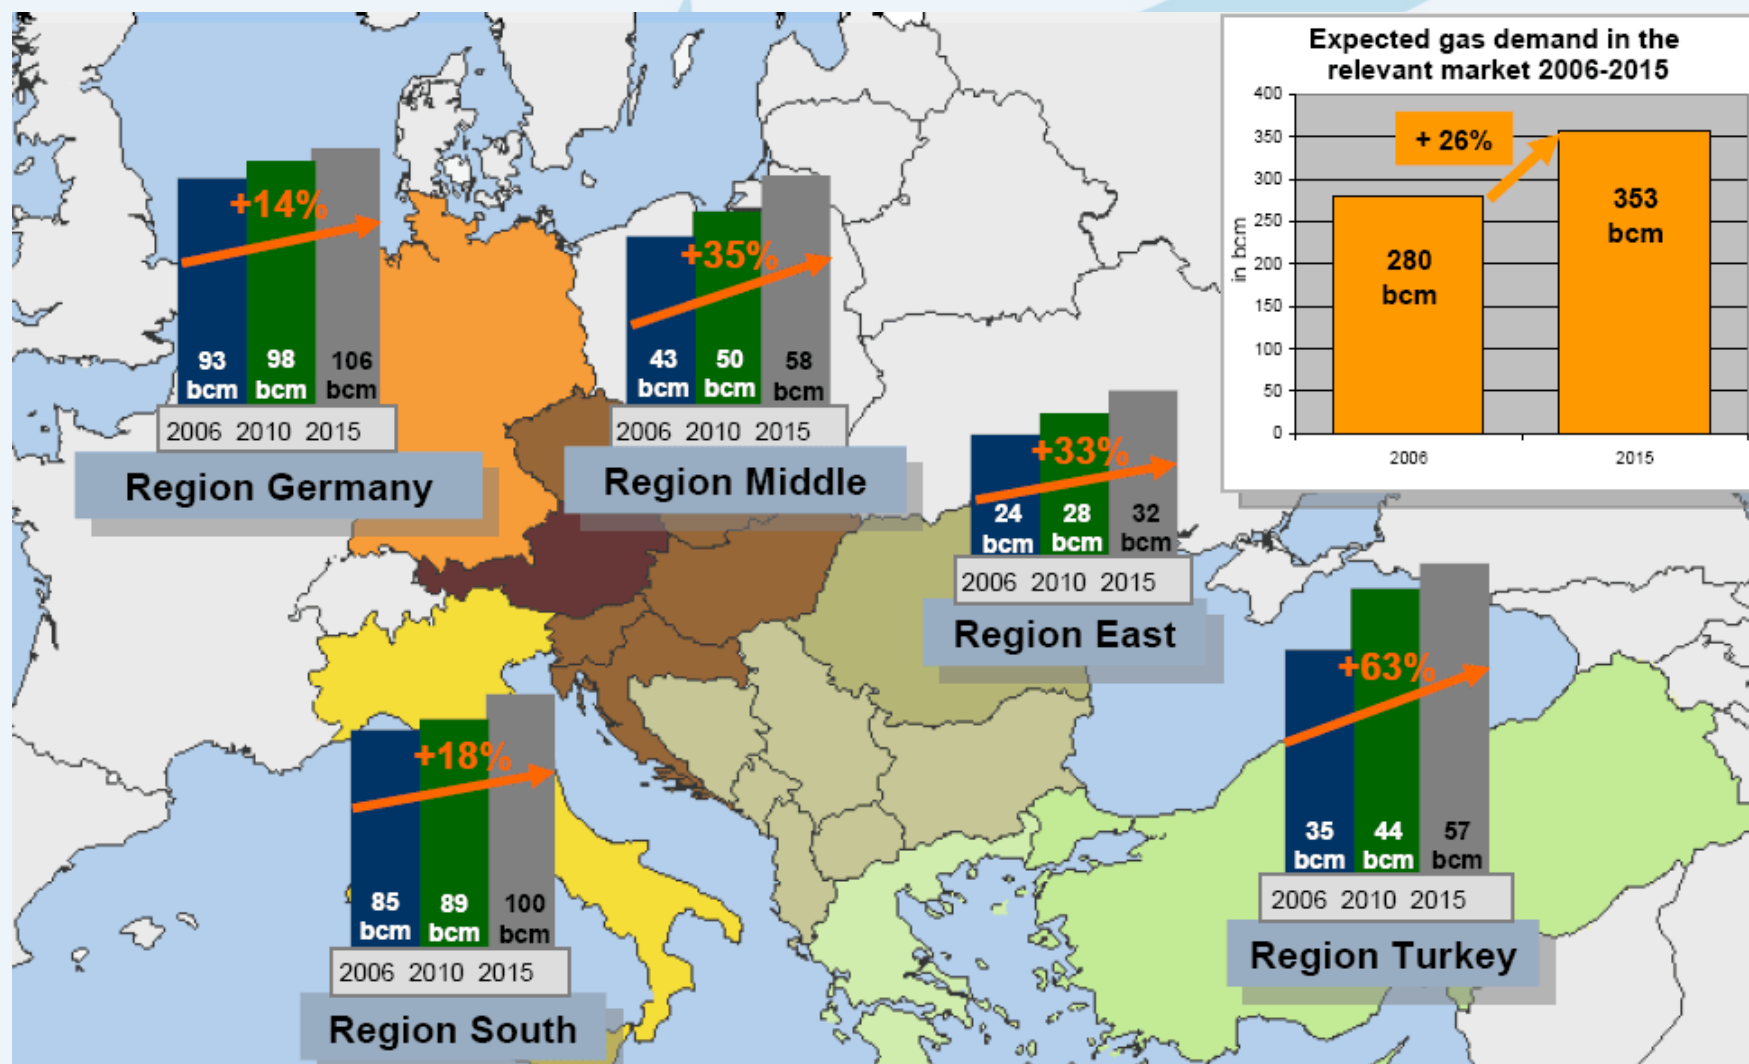 Expected gas demand in the
relevant market 2006-2015
400
350
300
250
200
150
100
50
0
in bcm
+ 26%
280
bcm
353
bcm
2006
2015
+14%
93
bcm
98
bcm
106
bcm
2006 2010 2015
Region Germany
+35%
43
bcm
50
bcm
58
bcm
2006 2010 2015
Region Middle
+33%
24
bcm
28
bcm
32
bcm
2006 2010 2015
Region East
+63%
35
bcm
44
bcm
57
bcm
2006 2010 2015
Region Turkey
+18%
85
bcm
89
bcm
100
bcm
2006 2010 2015
Region South